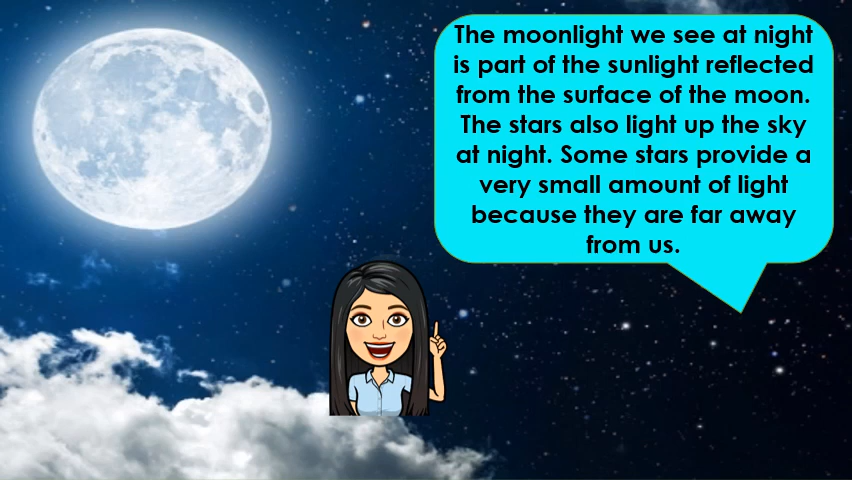 The moonlight we see at night
is part of the sunlight reflected
from the surface of the moon.
The stars also light up the sky
at night. Some stars provide a
very small amount of light
because they are far away
from us.